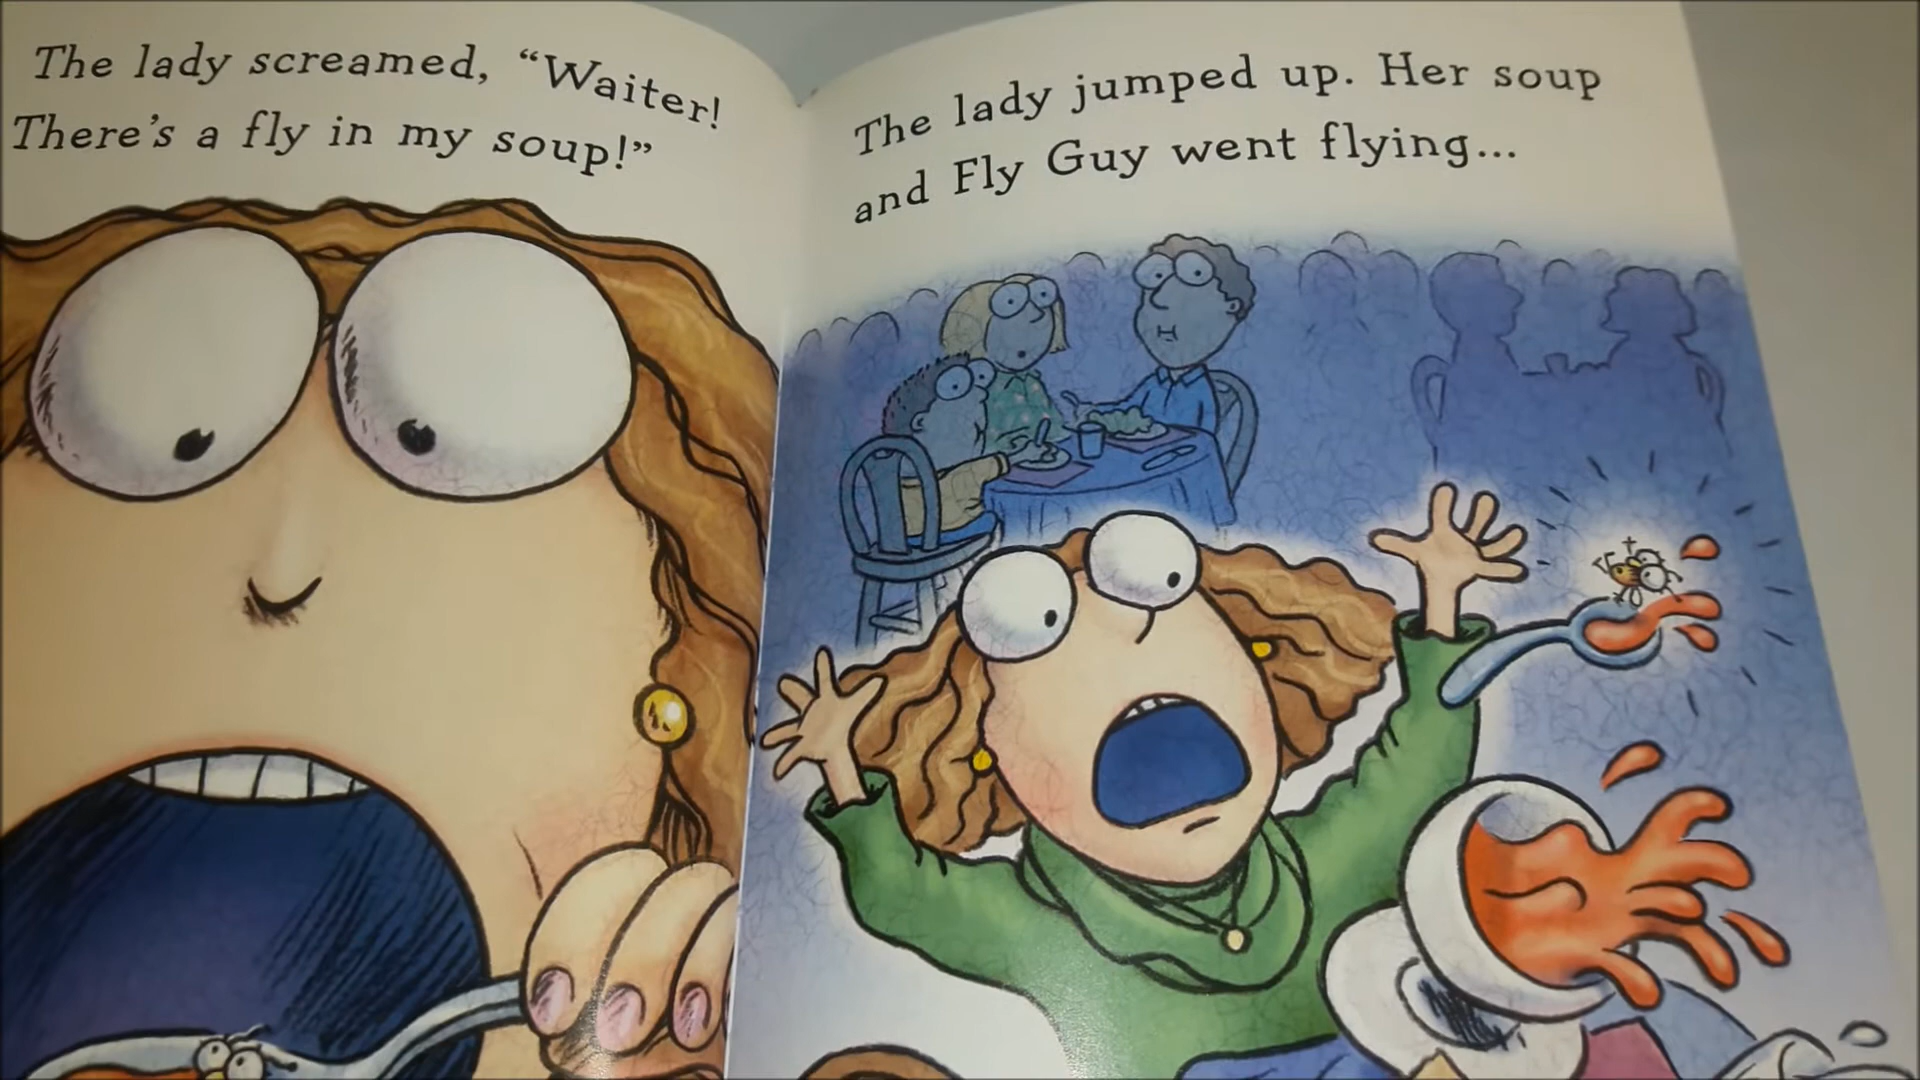 The lady screamed, “Waiter!
There’s a fly in my soup!”
The lady jumped up. Her soup
and Fly Guy went flying...